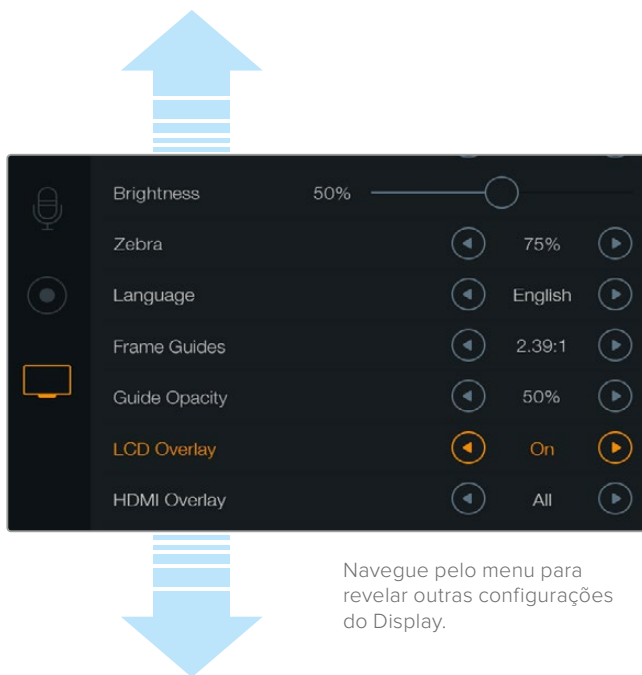 Brightness 50%
Zebra 75%
Language English
Frame Guides 2.39:1
Guide Opacity 50%
LCD Overlay On
HDMI Overlay All
Navegue pelo menu para
revelar outras configurações
do Display.